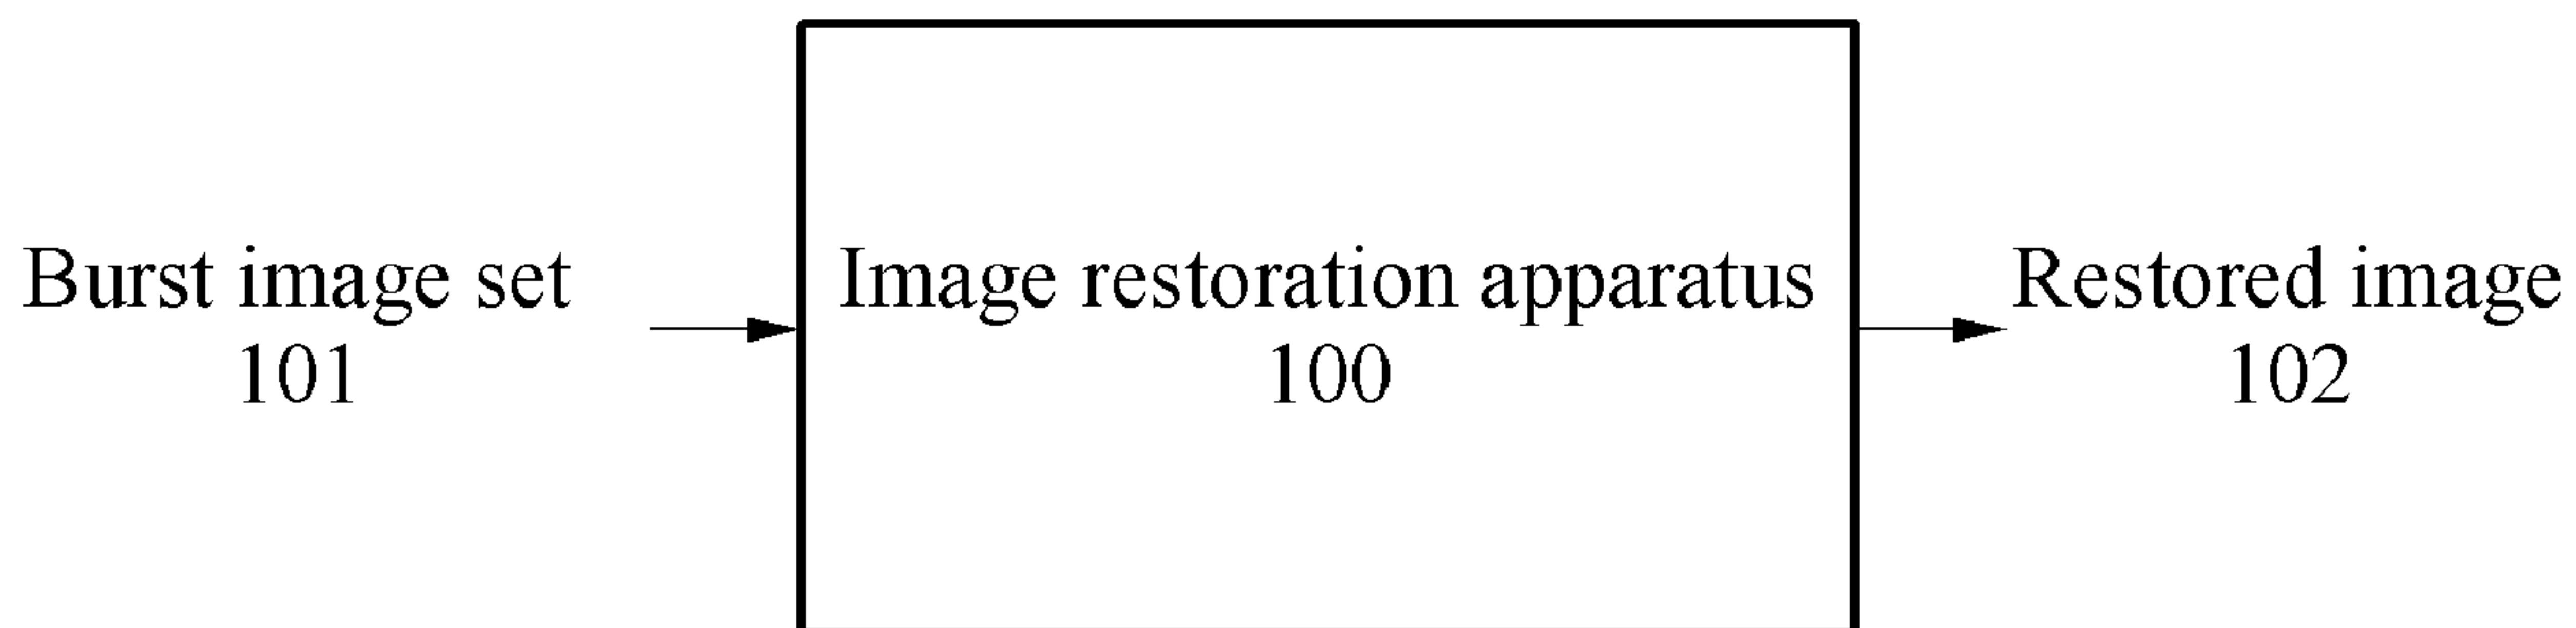 Burst image set
101
Image restoration apparatus
100
Restored image
102